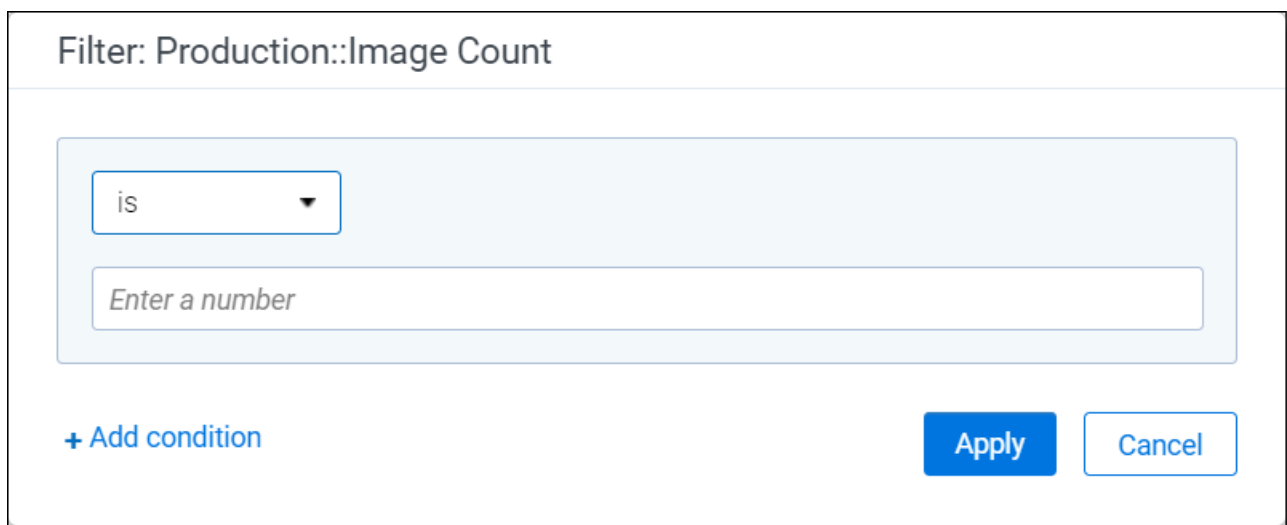 Filter: Production::Image Count
is
Enter a number
+ Add condition
Apply
Cancel